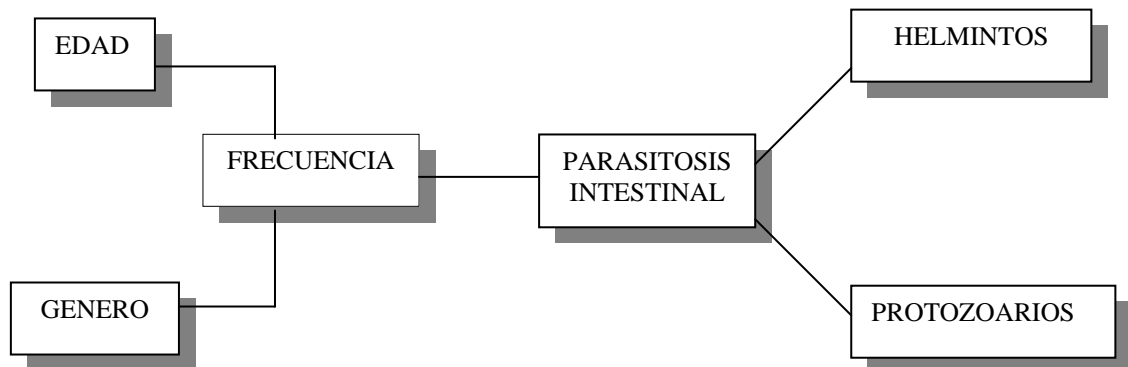 EDAD
HELMINTOS
FRECUENCIA
PARASITOSIS
INTESTINAL
GENERO
PROTOZOARIOS